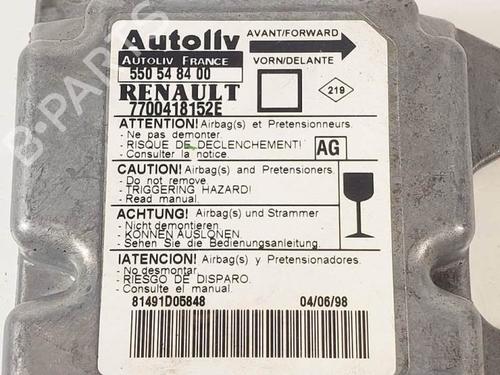 Autoliv
AVANT/FORWARD
AUTOLIV FRANCE
VORN/DELANTE
550 54 84 00
RENAULT
7700418152E
219
ATTENTION! Airbag(s) et Pretensionneurs.
- Ne pas demonter.
- RISQUE DE DECLENCHEMENT!
- Consulter la notice.
AG
CAUTION! Airbag(s) and Pretensioners.
- Do not remove
- TRIGGERING HAZARD!
- Read manual.
ACHTUNG! Airbag(s) und Strammer
- Nicht demontieren.
- KONNEN AUSLONEN.
- Sehen Sie die Bedienungsanleitung.
!ATENCION! Airbag(s) y Pretensionadores.
- No desmontar
- RIESGO DE DISPARO.
- Consulte el manual.
81491D05848
04/06/98
B-PARTS